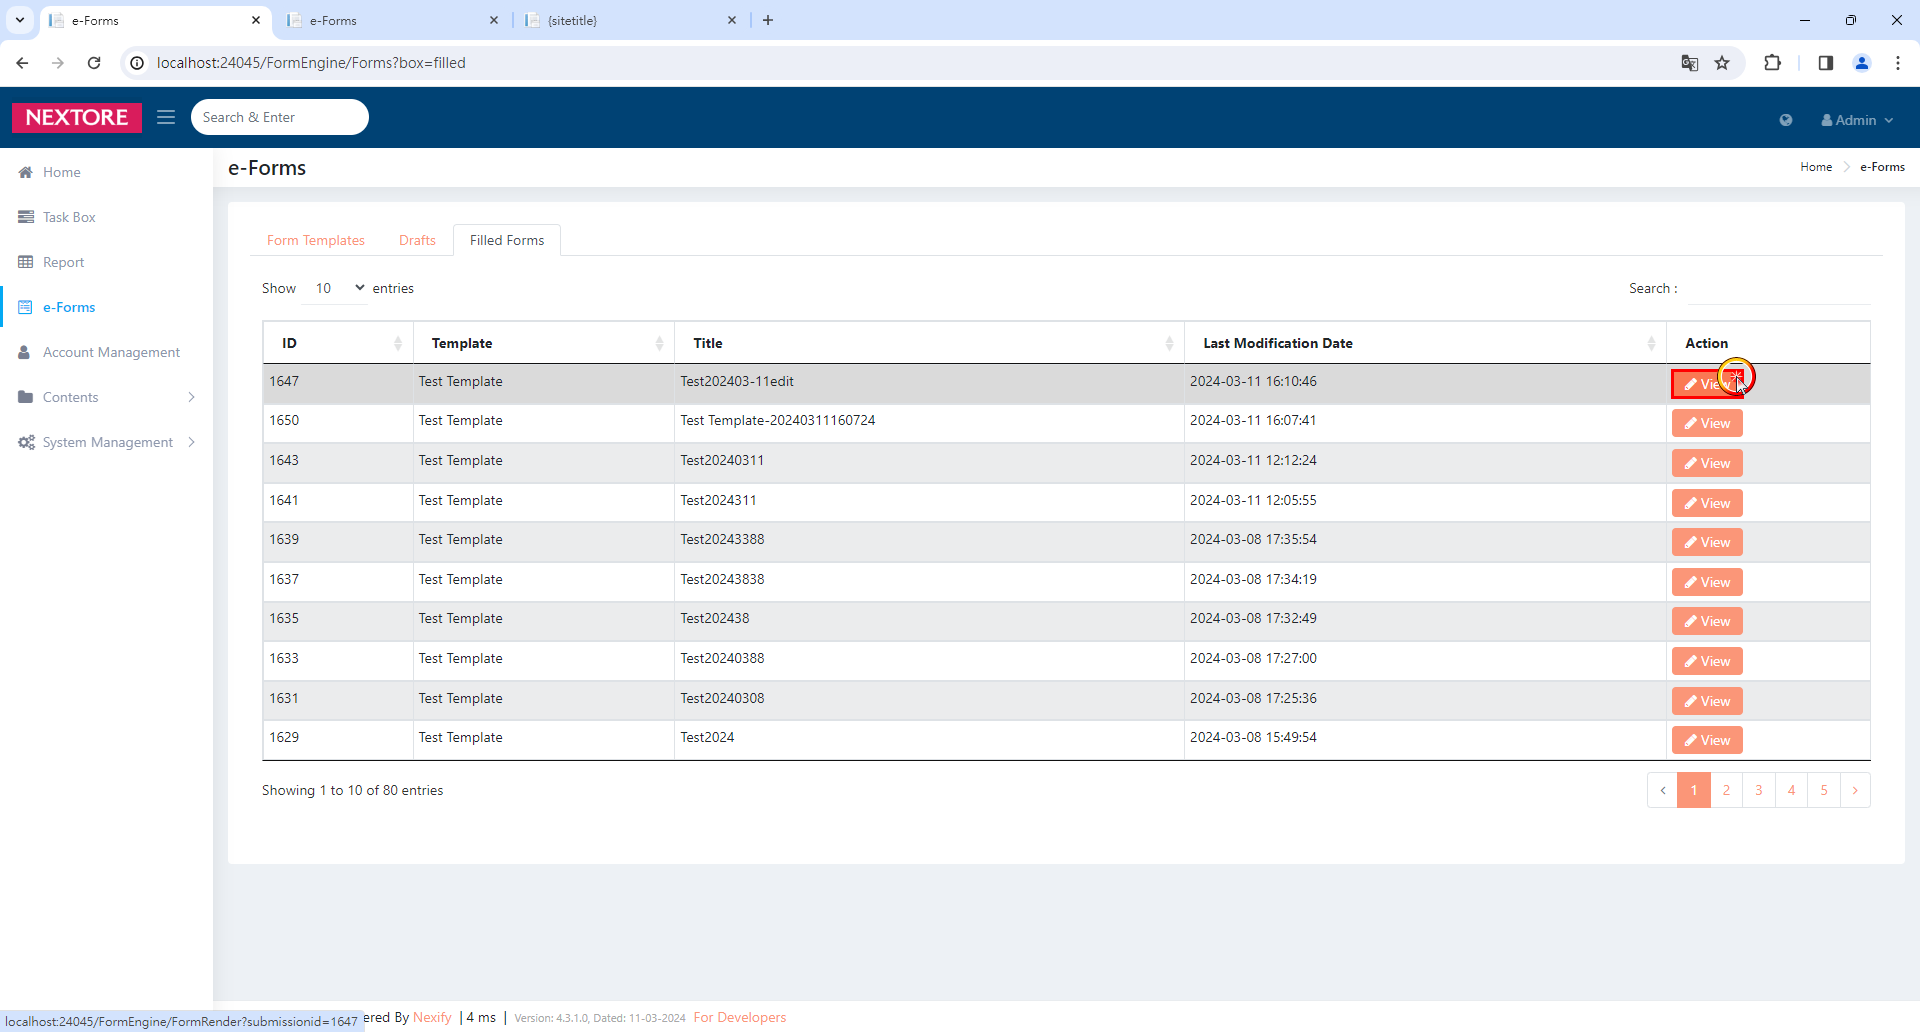 e-Forms
e-Forms
{sitetitle}
localhost:24045/FormEngine/Forms?box=filled
NEXTORE
Search & Enter
Admin
Home
Task Box
Report
e-Forms
Account Management
Contents
System Management
e-Forms
Home
e-Forms
Form Templates
Drafts
Filled Forms
Show 10 entries
Search :
ID Template Title Last Modification Date Action
1647 Test Template Test202403-11edit 2024-03-11 16:10:46 View
1650 Test Template Test Template-20240311160724 2024-03-11 16:07:41 View
1643 Test Template Test20240311 2024-03-11 12:12:24 View
1641 Test Template Test2024311 2024-03-11 12:05:55 View
1639 Test Template Test20243388 2024-03-08 17:35:54 View
1637 Test Template Test20243838 2024-03-08 17:34:19 View
1635 Test Template Test202438 2024-03-08 17:32:49 View
1633 Test Template Test20240388 2024-03-08 17:27:00 View
1631 Test Template Test20240308 2024-03-08 17:25:36 View
1629 Test Template Test2024 2024-03-08 15:49:54 View
Showing 1 to 10 of 80 entries
‹ 1 2 3 4 5 ›
localhost:24045/FormEngine/FormRender?submissionid=1647
ered By Nexify | 4 ms | Version: 4.3.1.0, Dated: 11-03-2024 For Developers